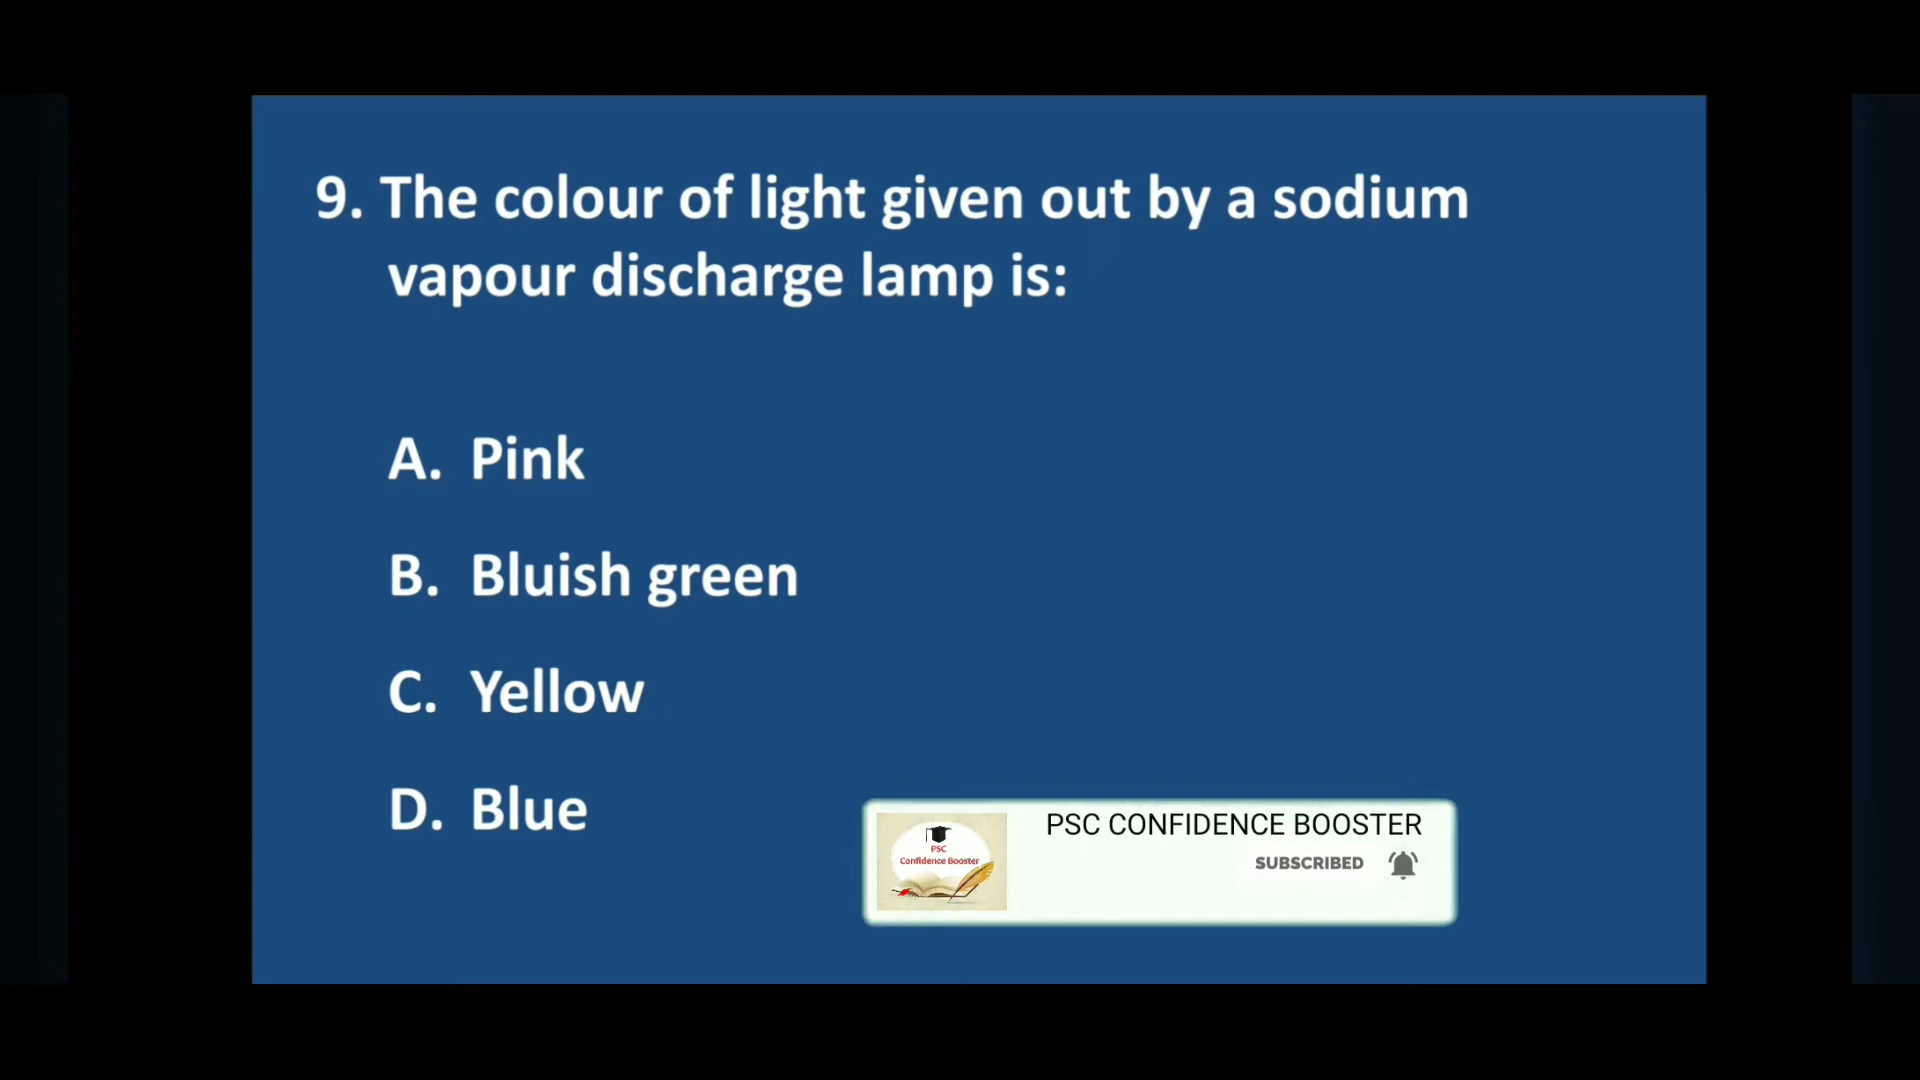 9. The colour of light given out by a sodium
vapour discharge lamp is:
A. Pink
B. Bluish green
C. Yellow
D. Blue
PSC CONFIDENCE BOOSTER
SUBSCRIBED
PSC
Confidence Booster